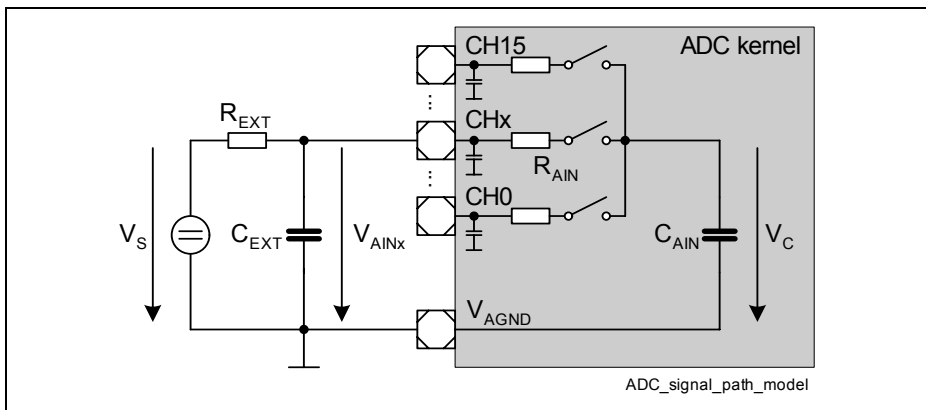 CH15
ADC kernel
R_EXT
CHx
R_AIN
CH0
V_S
C_EXT
V_AINx
C_AIN
V_C
V_AGND
ADC_signal_path_model